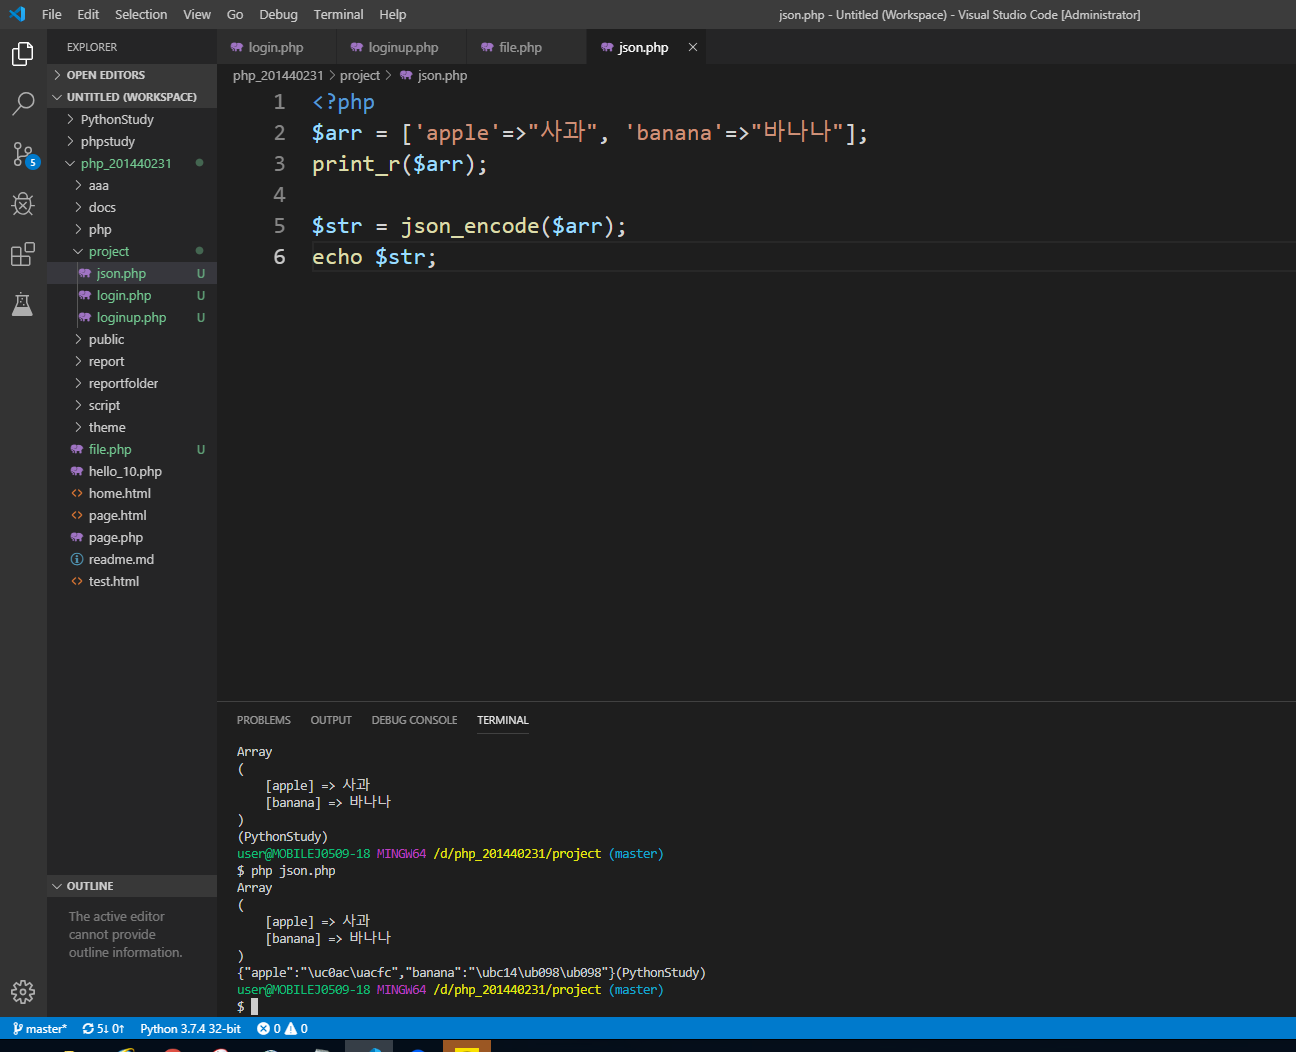 File Edit Selection View Go Debug Terminal Help
json.php - Untitled (Workspace) - Visual Studio Code [Administrator]
EXPLORER
OPEN EDITORS
UNTITLED (WORKSPACE)
PythonStudy
phpstudy
php_201440231
aaa
docs
php
project
json.php U
login.php U
loginup.php U
public
report
reportfolder
script
theme
file.php U
hello_10.php
home.html
page.html
page.php
readme.md
test.html
OUTLINE
The active editor
cannot provide
outline information.
5
login.php loginup.php file.php json.php
php_201440231 > project > json.php
1 <?php
2 $arr = ['apple'=>"사과", 'banana'=>"바나나"];
3 print_r($arr);
4
5 $str = json_encode($arr);
6 echo $str;
PROBLEMS OUTPUT DEBUG CONSOLE TERMINAL
Array
(
[apple] => 사과
[banana] => 바나나
)
(PythonStudy)
user@MOBILEJ0509-18 MINGW64 /d/php_201440231/project (master)
$ php json.php
Array
(
[apple] => 사과
[banana] => 바나나
)
{"apple":"\uc0ac\uacfc","banana":"\ubc14\ub098\ub098"}(PythonStudy)
user@MOBILEJ0509-18 MINGW64 /d/php_201440231/project (master)
$
master* 5↓ 0↑ Python 3.7.4 32-bit 0 0